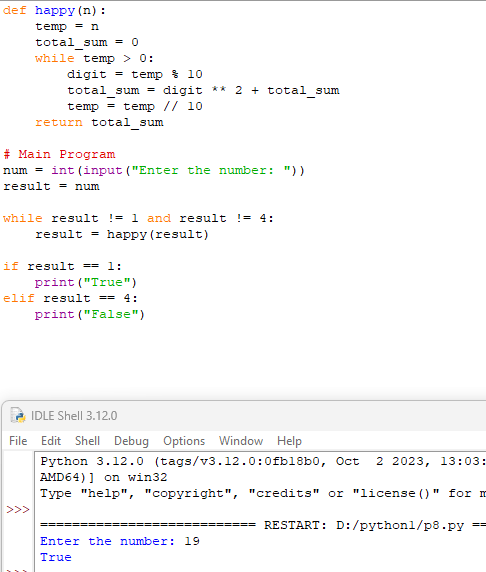 def happy(n):
    temp = n
    total_sum = 0
    while temp > 0:
        digit = temp % 10
        total_sum = digit ** 2 + total_sum
        temp = temp // 10
    return total_sum

# Main Program
num = int(input("Enter the number: "))
result = num

while result != 1 and result != 4:
    result = happy(result)

if result == 1:
    print("True")
elif result == 4:
    print("False")
IDLE Shell 3.12.0
File Edit Shell Debug Options Window Help
Python 3.12.0 (tags/v3.12.0:0fb18b0, Oct  2 2023, 13:03:
AMD64)] on win32
Type "help", "copyright", "credits" or "license()" for m
>>>
=========================== RESTART: D:/python1/p8.py ==
Enter the number: 19
True
>>>